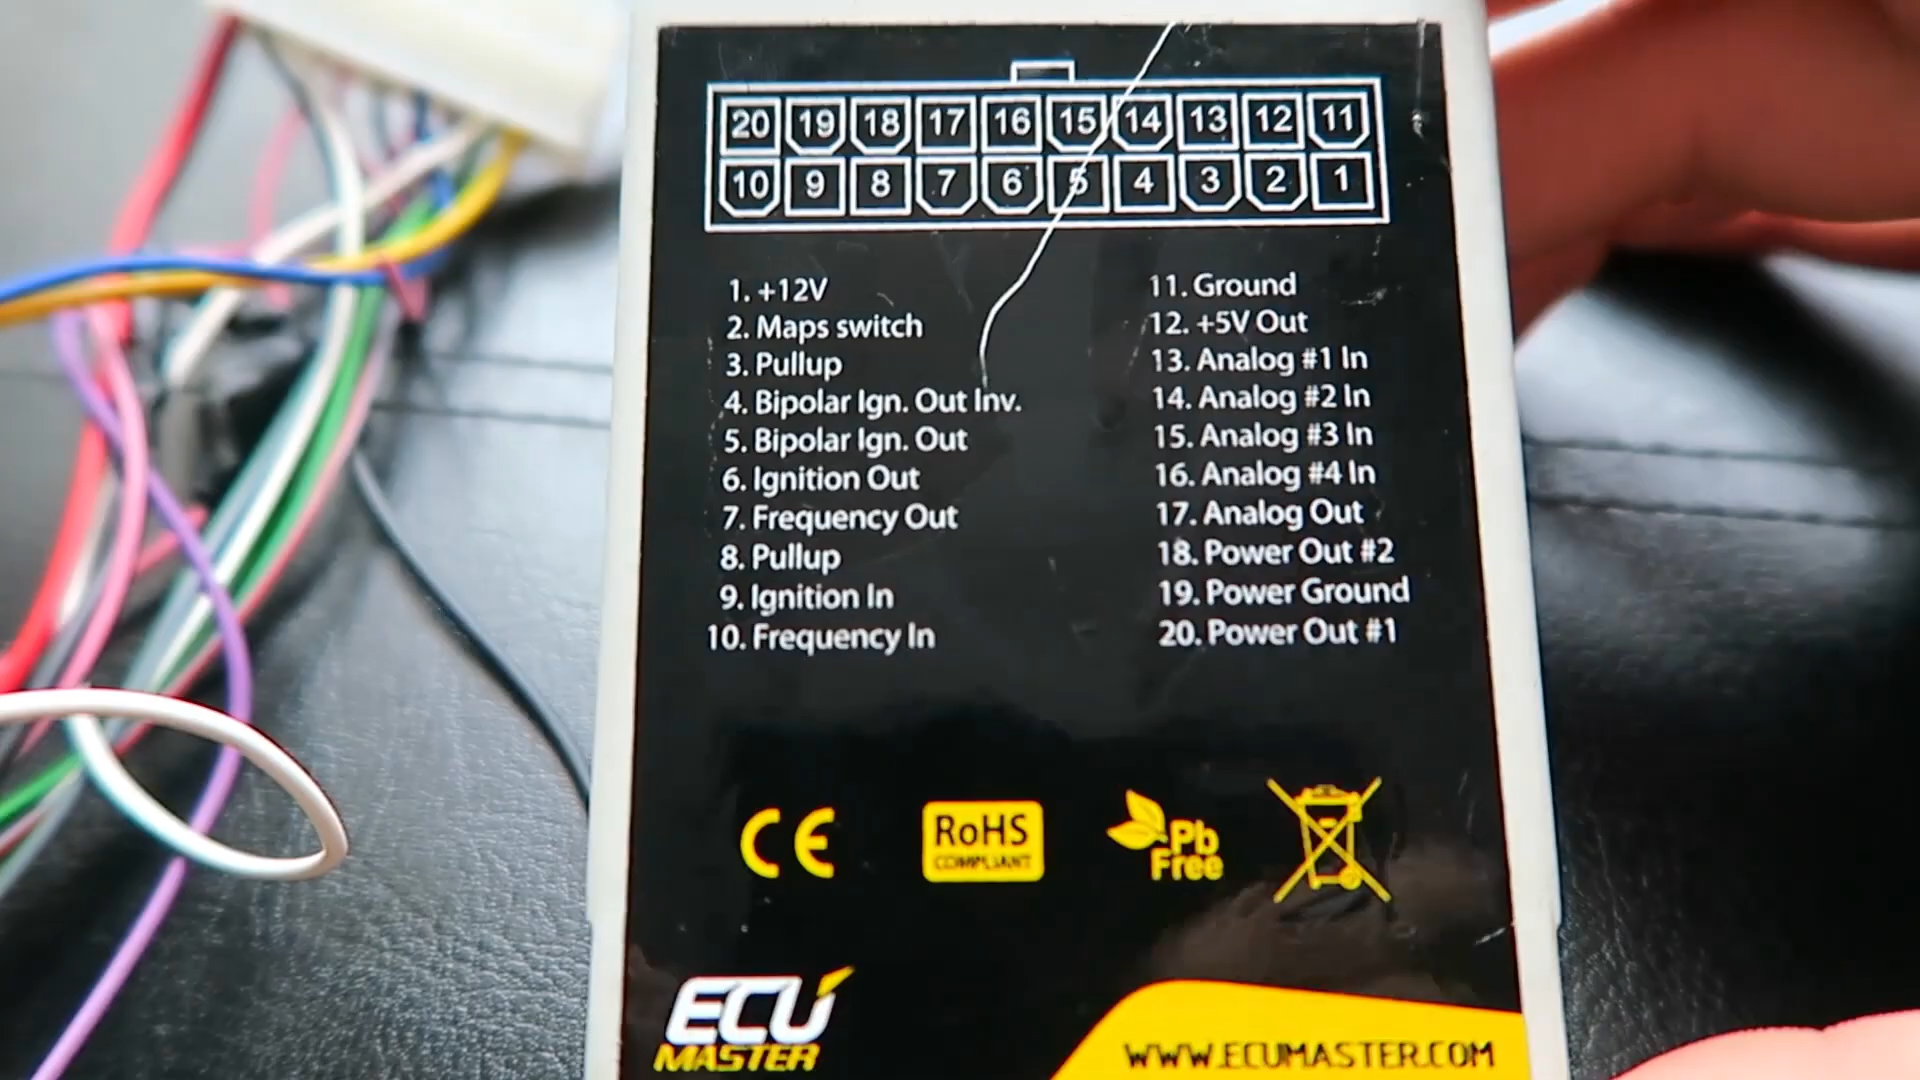 20 19 18 17 16 15 14 13 12 11
10 9 8 7 6 5 4 3 2 1
1. +12V
2. Maps switch
3. Pullup
4. Bipolar Ign. Out Inv.
5. Bipolar Ign. Out
6. Ignition Out
7. Frequency Out
8. Pullup
9. Ignition In
10. Frequency In
11. Ground
12. +5V Out
13. Analog #1 In
14. Analog #2 In
15. Analog #3 In
16. Analog #4 In
17. Analog Out
18. Power Out #2
19. Power Ground
20. Power Out #1
CE
RoHS
COMPLIANT
Pb
Free
ECU
MASTER
WWW.ECUMASTER.COM